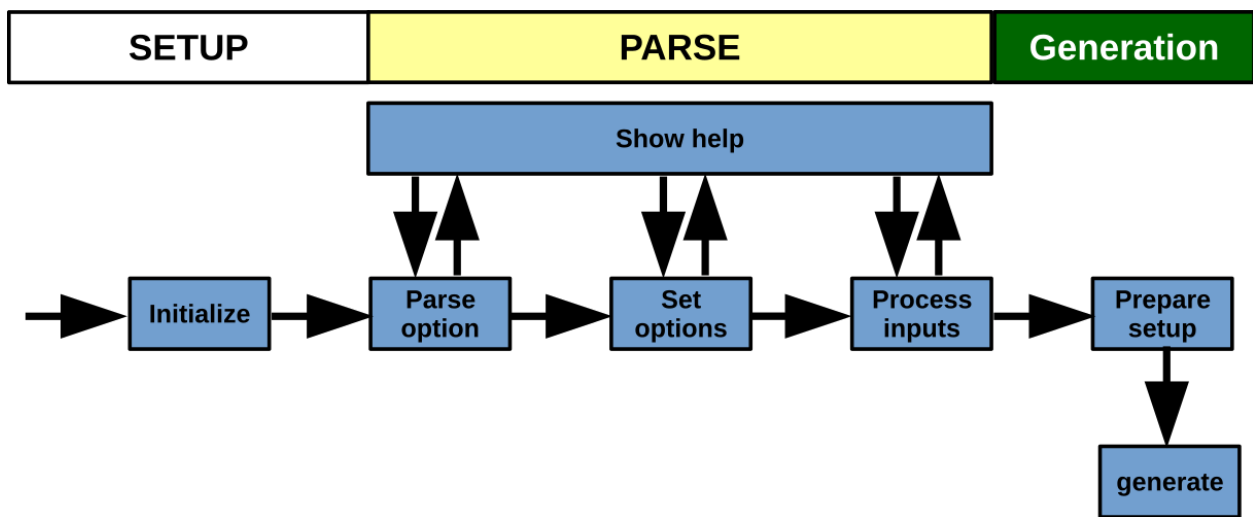 SETUP PARSE Generation
Show help
Initialize
Parse
option
Set
options
Process
inputs
Prepare
setup
generate